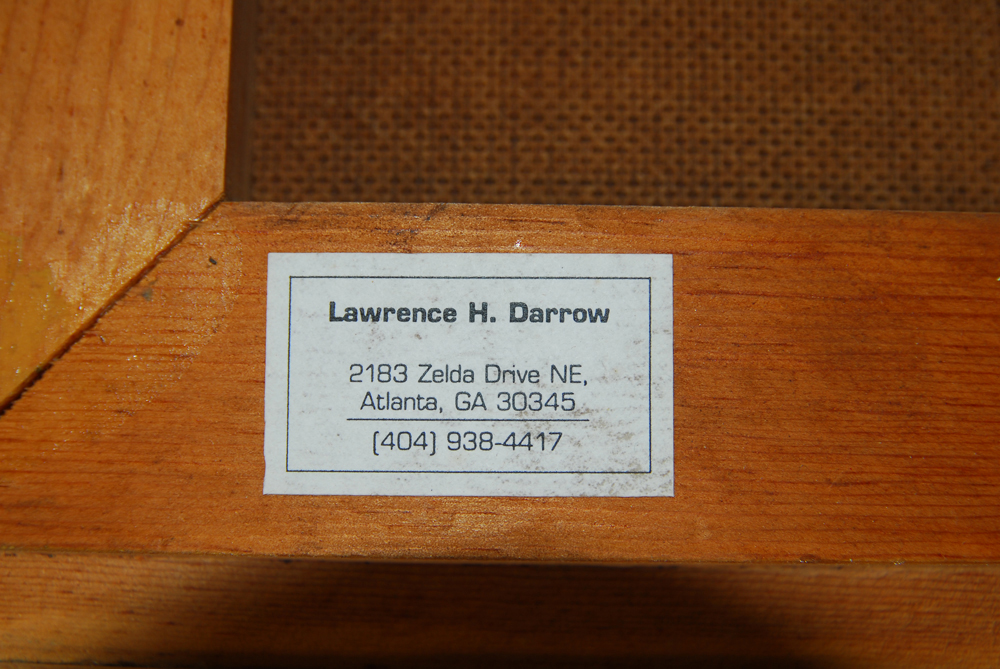 Lawrence H. Darrow
2183 Zelda Drive NE,
Atlanta, GA 30345
(404) 938-4417